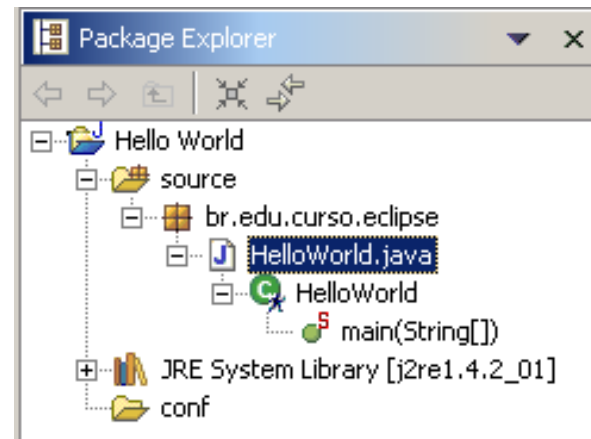 Package Explorer
Hello World
source
br.edu.curso.eclipse
HelloWorld.java
HelloWorld
main(String[])
JRE System Library [j2re1.4.2_01]
conf